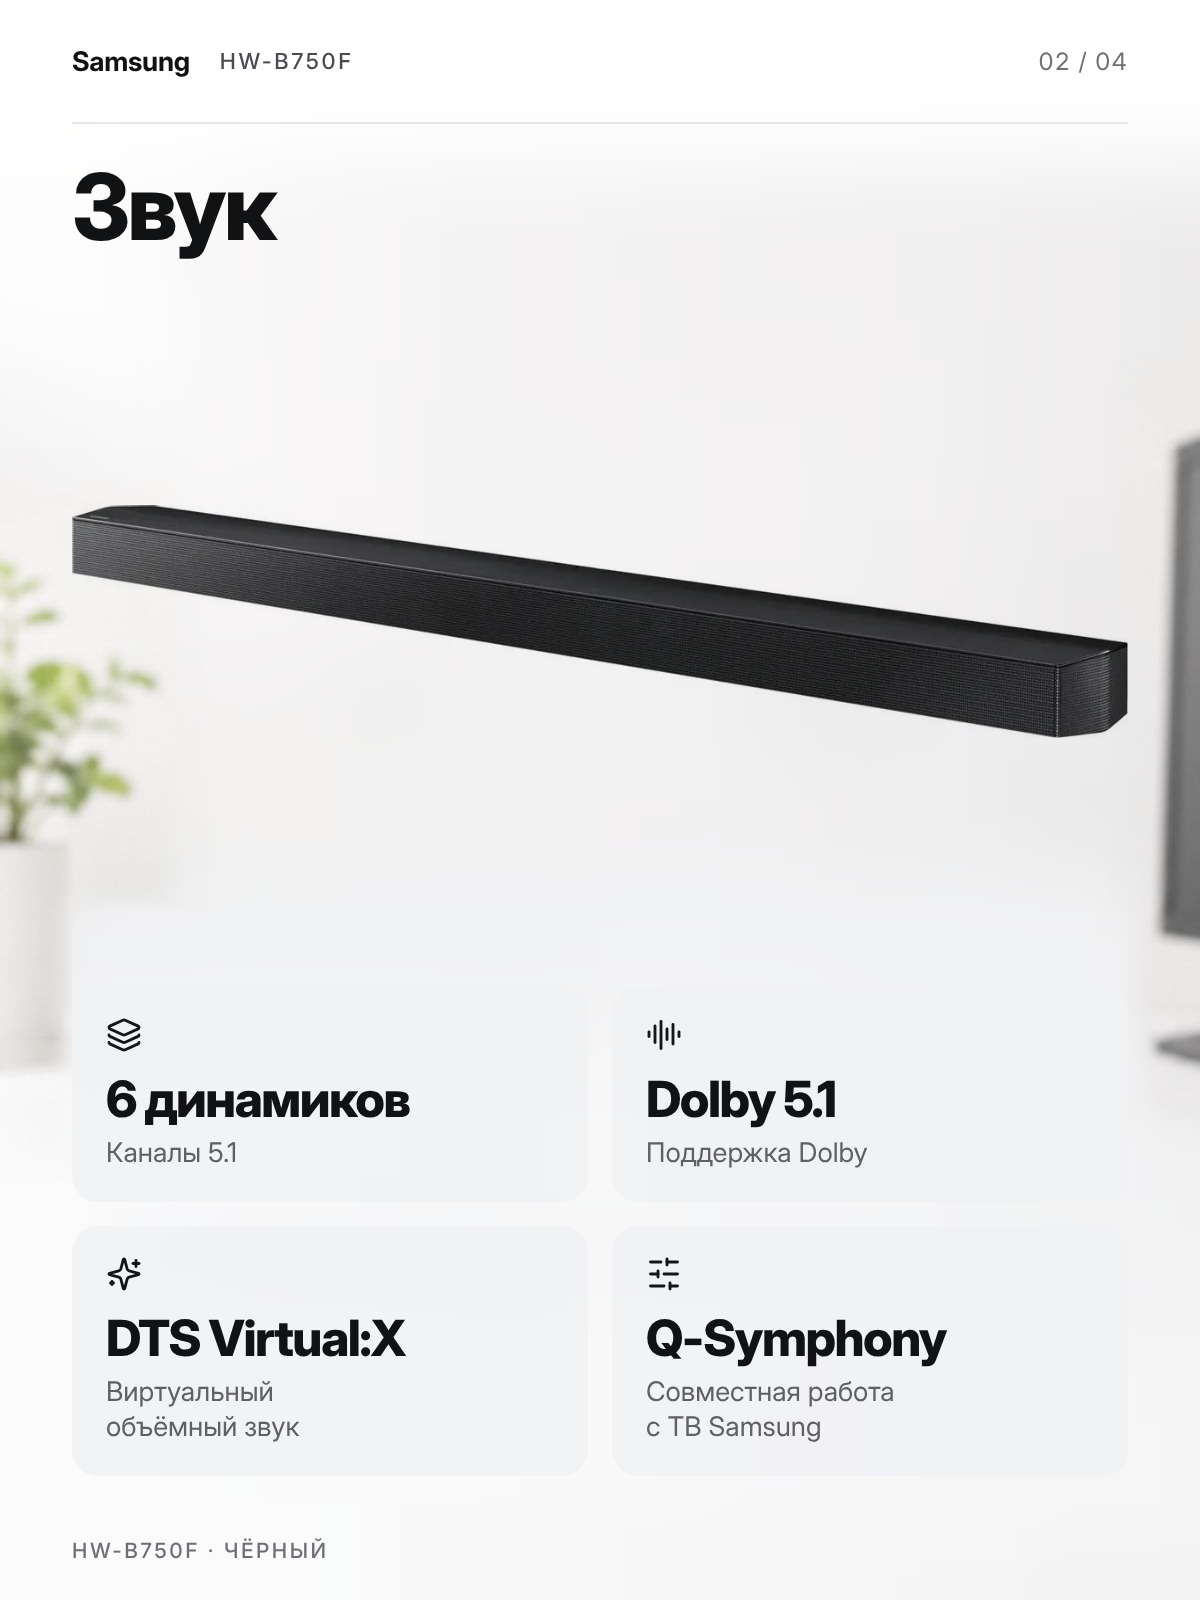 Samsung HW-B750F 02 / 04
Звук
6 динамиков
Каналы 5.1
Dolby 5.1
Поддержка Dolby
DTS Virtual:X
Виртуальный
объёмный звук
Q-Symphony
Совместная работа
с ТВ Samsung
HW-B750F · ЧЁРНЫЙ